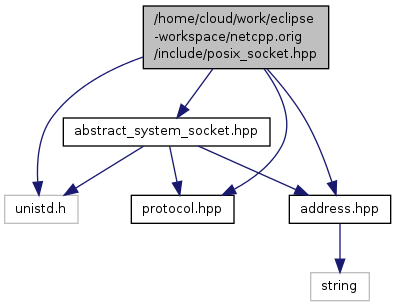 /home/cloud/work/eclipse
-workspace/netcpp.orig
/include/posix_socket.hpp
abstract_system_socket.hpp
unistd.h
protocol.hpp
address.hpp
string